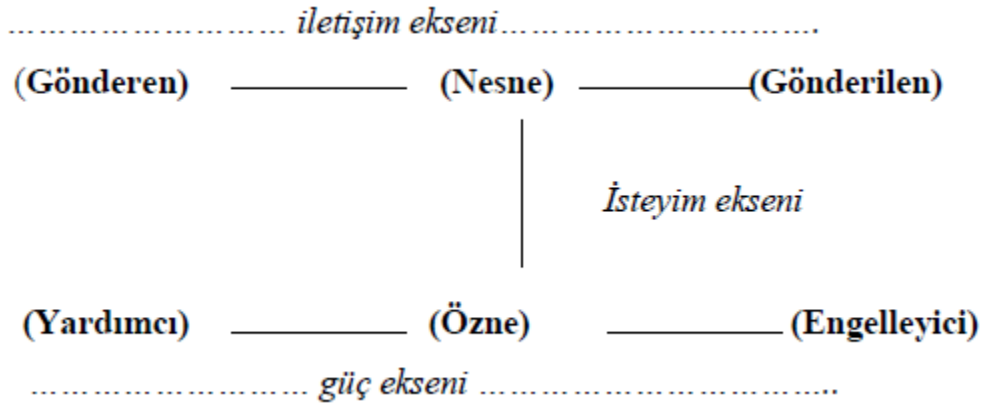 ……………………… iletişim ekseni………………………….
(Gönderen) (Nesne) (Gönderilen)
İsteyim ekseni
(Yardımcı) (Özne) (Engelleyici)
……………………… güç ekseni ……………………………..